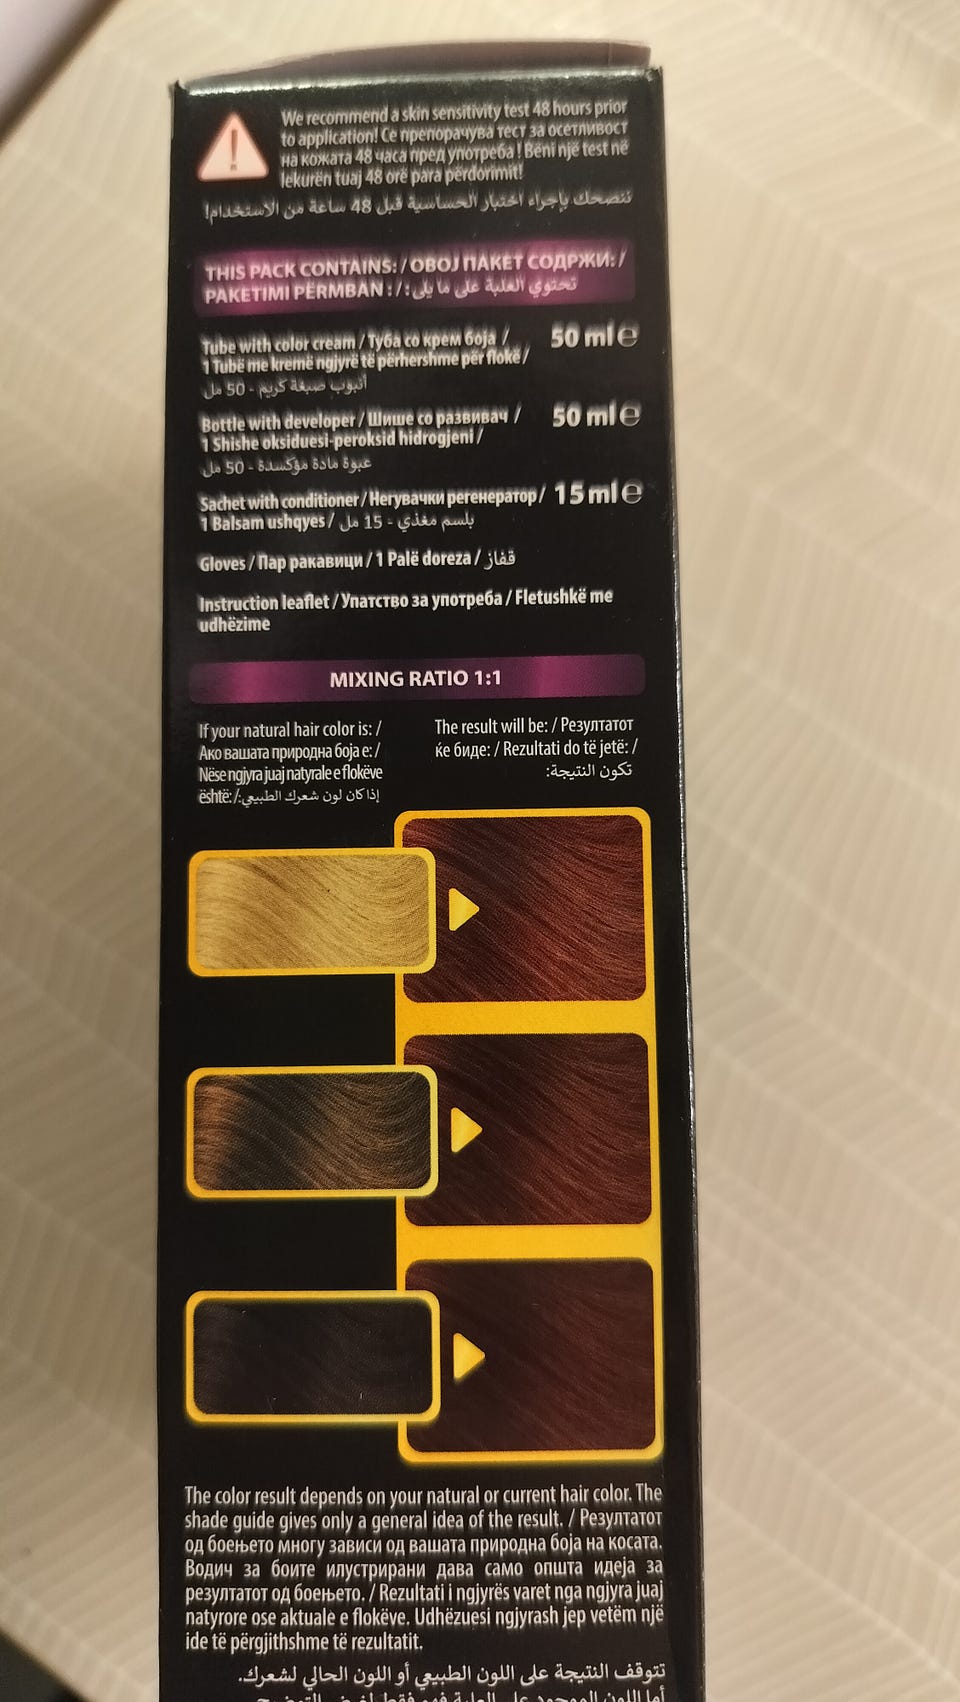 We recommend a skin sensitivity test 48 hours prior
to application! Се препорачува тест за осетливост
на кожата 48 часа пред употреба! Bëni një test në
lekurën tuaj 48 orë para përdorimit!
ننصحك بإجراء اختبار الحساسية قبل 48 ساعة من الاستخدام!
THIS PACK CONTAINS: / ОВОЈ ПАКЕТ СОДРЖИ: /
PAKETIMI PËRMBAN : / تحتوي العلبة على ما يلي:
Tube with color cream / Туба со крем боја / 50 ml e
1 Tubë me kremë ngjyrë të përhershme për flokë /
أنبوب صبغة كريم - 50 مل
Bottle with developer / Шише со развивач / 50 ml e
1 Shishe oksiduesi-peroksid hidrogjeni /
عبوة مادة مؤكسدة - 50 مل
Sachet with conditioner / Негувачки регенератор / 15 ml e
1 Balsam ushqyes / بلسم مغذي - 15 مل
Gloves / Пар ракавици / 1 Palë doreza / قفاز
Instruction leaflet / Упатство за употреба / Fletushkë me
udhëzime
MIXING RATIO 1:1
If your natural hair color is: /
Ако вашата природна боја е: /
Nëse ngjyra juaj natyrale e flokëve
është: / إذا كان لون شعرك الطبيعي:
The result will be: / Резултатот
ќе биде: / Rezultati do të jetë: /
تكون النتيجة:
The color result depends on your natural or current hair color. The
shade guide gives only a general idea of the result. / Резултатот
од боењето многу зависи од вашата природна боја на косата.
Водич за боите илустрирани дава само општа идеја за
резултатот од боењето. / Rezultati i ngjyrës varet nga ngjyra juaj
natyrore ose aktuale e flokëve. Udhëzuesi ngjyrash jep vetëm një
ide të përgjithshme të rezultatit.
تتوقف النتيجة على اللون الطبيعي أو اللون الحالي لشعرك.
أما اللون الموجود على العلبة فهو فقط لغرض التوضيح